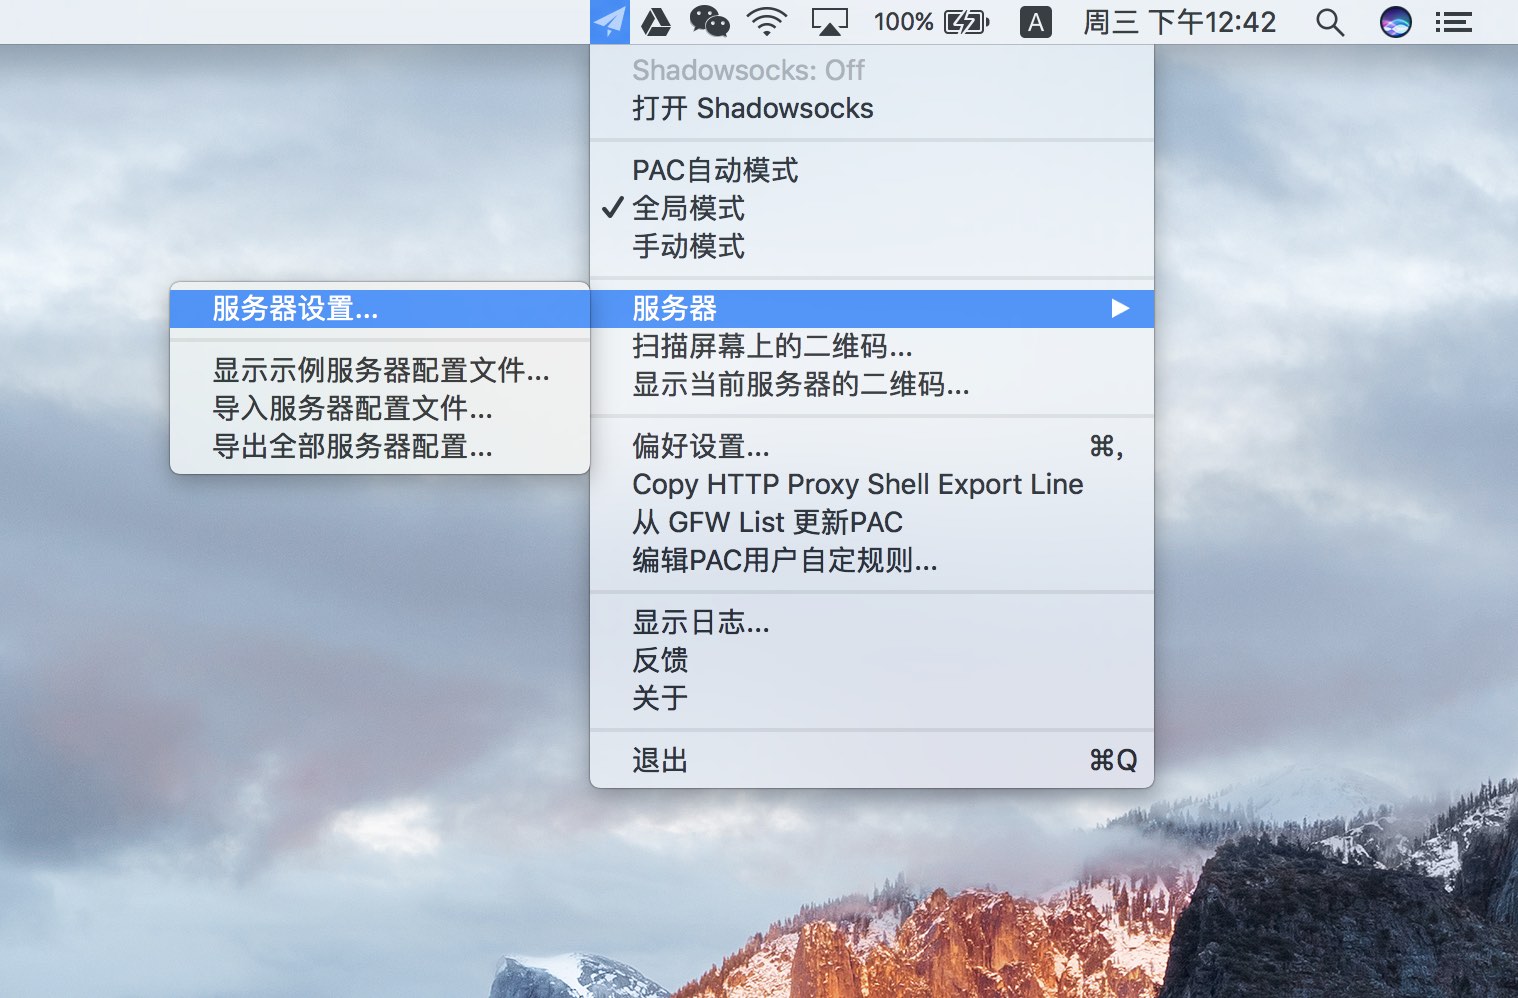 100% A 周三 下午12:42
Shadowsocks: Off
打开 Shadowsocks
PAC自动模式
✓ 全局模式
手动模式
服务器 ▶
扫描屏幕上的二维码...
显示当前服务器的二维码...
偏好设置... ⌘,
Copy HTTP Proxy Shell Export Line
从 GFW List 更新PAC
编辑PAC用户自定规则...
显示日志...
反馈
关于
退出 ⌘Q
服务器设置...
显示示例服务器配置文件...
导入服务器配置文件...
导出全部服务器配置...